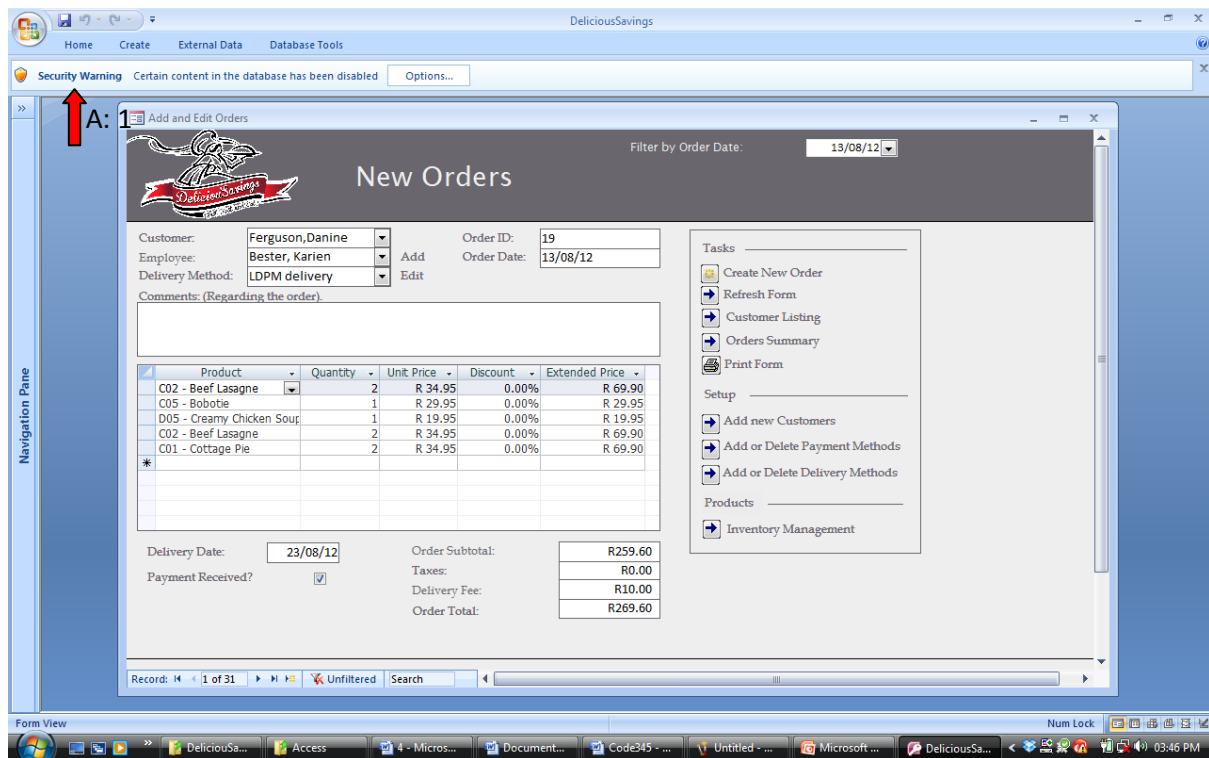 DeliciousSavings
Home Create External Data Database Tools
Security Warning Certain content in the database has been disabled Options...
A: 1
Add and Edit Orders
DeliciousSavings
New Orders
Filter by Order Date: 13/08/12
Customer: Ferguson,Danine Order ID: 19
Employee: Bester, Karien Add Order Date: 13/08/12
Delivery Method: LDPM delivery Edit
Comments: (Regarding the order).
Product Quantity Unit Price Discount Extended Price
C02 - Beef Lasagne 2 R 34.95 0.00% R 69.90
C05 - Bobotie 1 R 29.95 0.00% R 29.95
D05 - Creamy Chicken Soup 1 R 19.95 0.00% R 19.95
C02 - Beef Lasagne 2 R 34.95 0.00% R 69.90
C01 - Cottage Pie 2 R 34.95 0.00% R 69.90
Delivery Date: 23/08/12
Payment Received?
Order Subtotal: R259.60
Taxes: R0.00
Delivery Fee: R10.00
Order Total: R269.60
Tasks
Create New Order
Refresh Form
Customer Listing
Orders Summary
Print Form
Setup
Add new Customers
Add or Delete Payment Methods
Add or Delete Delivery Methods
Products
Inventory Management
Navigation Pane
Record: 1 of 31 Unfiltered Search
Form View Num Lock
DeliciouSa... Access 4 - Micros... Document... Code345 - ... Untitled - ... Microsoft ... DeliciousSa... 03:46 PM